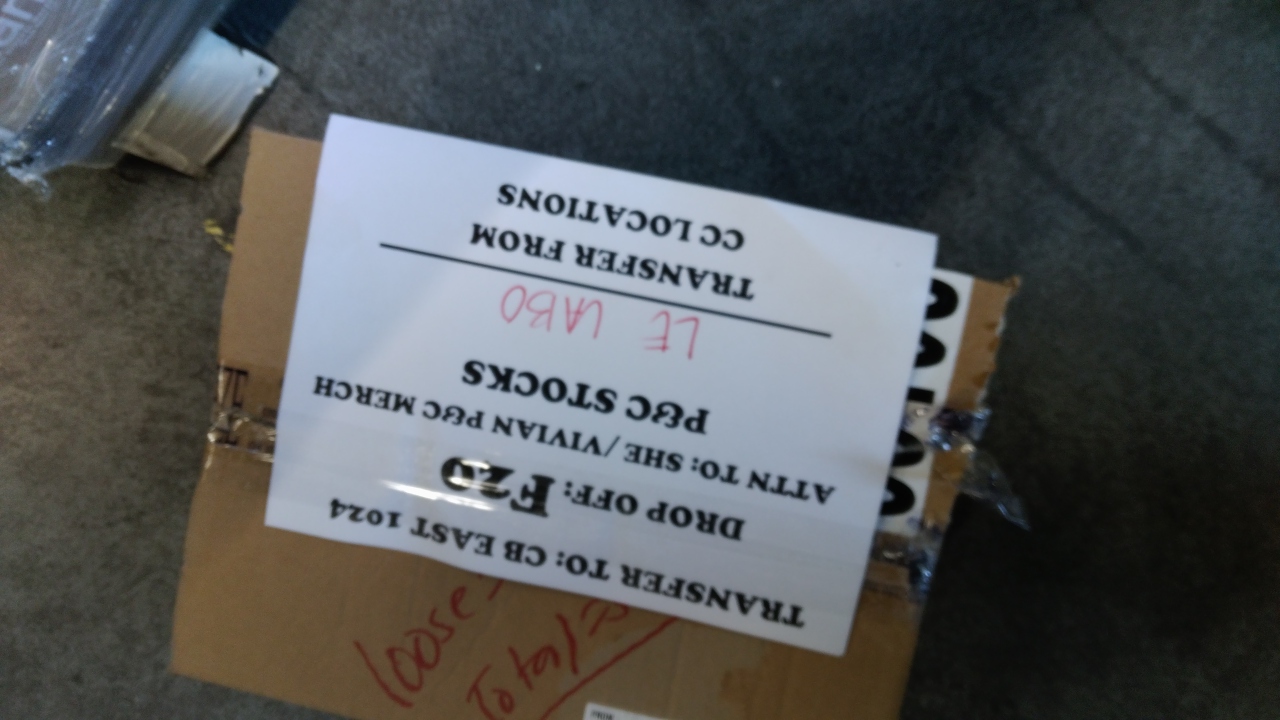 TRANSFER TO: CB EAST 1024
DROP OFF: F20
ATTN TO: SHE /VIVIAN P&C MERCH
P&C STOCKS
LE LABO
TRANSFER FROM
CC LOCATIONS
loose
Total